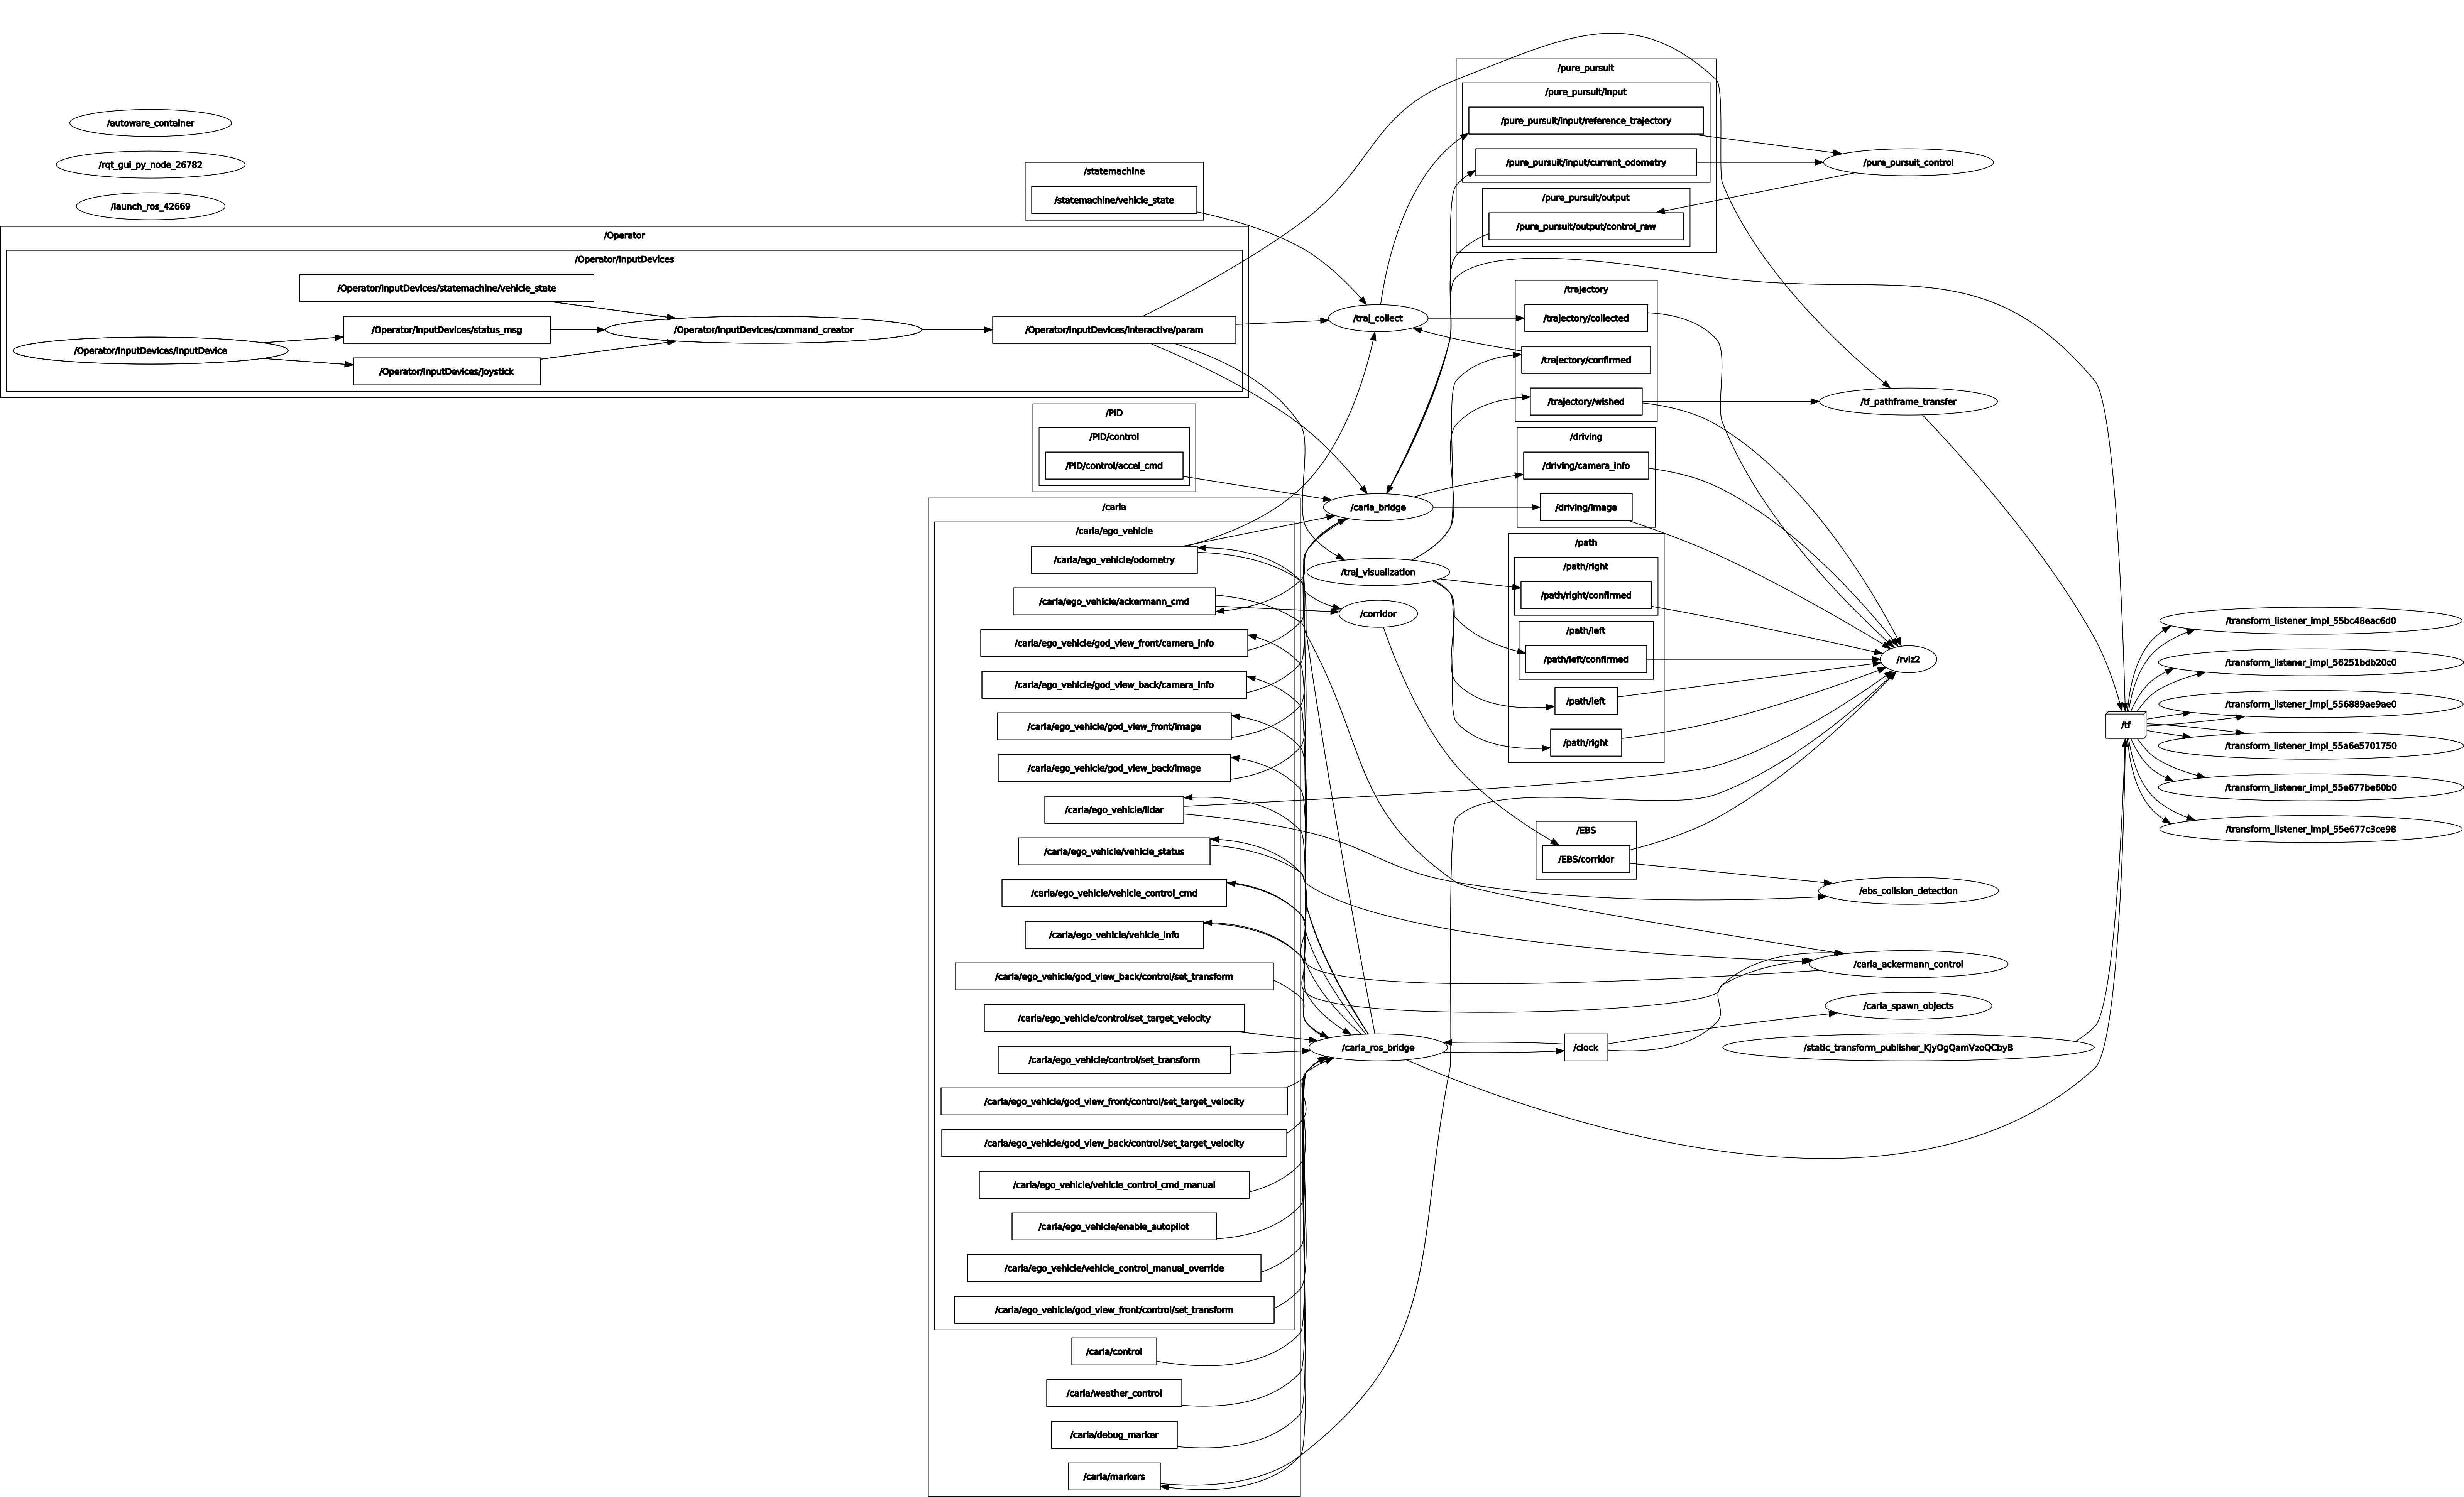 /autoware_container
/rqt_gui_py_node_26782
/launch_ros_42669
/Operator
/Operator/InputDevices
/Operator/InputDevices/statemachine/vehicle_state
/Operator/InputDevices/status_msg
/Operator/InputDevices/command_creator
/Operator/InputDevices/interactive/param
/Operator/InputDevices/InputDevice
/Operator/InputDevices/joystick
/statemachine
/statemachine/vehicle_state
/PID
/PID/control
/PID/control/accel_cmd
/carla
/carla/ego_vehicle
/carla/ego_vehicle/odometry
/carla/ego_vehicle/ackermann_cmd
/carla/ego_vehicle/god_view_front/camera_info
/carla/ego_vehicle/god_view_back/camera_info
/carla/ego_vehicle/god_view_front/image
/carla/ego_vehicle/god_view_back/image
/carla/ego_vehicle/lidar
/carla/ego_vehicle/vehicle_status
/carla/ego_vehicle/vehicle_control_cmd
/carla/ego_vehicle/vehicle_info
/carla/ego_vehicle/god_view_back/control/set_transform
/carla/ego_vehicle/control/set_target_velocity
/carla/ego_vehicle/control/set_transform
/carla/ego_vehicle/god_view_front/control/set_target_velocity
/carla/ego_vehicle/god_view_back/control/set_target_velocity
/carla/ego_vehicle/vehicle_control_cmd_manual
/carla/ego_vehicle/enable_autopilot
/carla/ego_vehicle/vehicle_control_manual_override
/carla/ego_vehicle/god_view_front/control/set_transform
/carla/control
/carla/weather_control
/carla/debug_marker
/carla/markers
/traj_collect
/carla_bridge
/traj_visualization
/corridor
/carla_ros_bridge
/pure_pursuit
/pure_pursuit/input
/pure_pursuit/input/reference_trajectory
/pure_pursuit/input/current_odometry
/pure_pursuit/output
/pure_pursuit/output/control_raw
/trajectory
/trajectory/collected
/trajectory/confirmed
/trajectory/wished
/driving
/driving/camera_info
/driving/image
/path
/path/right
/path/right/confirmed
/path/left
/path/left/confirmed
/path/left
/path/right
/EBS
/EBS/corridor
/clock
/pure_pursuit_control
/tf_pathframe_transfer
/rviz2
/ebs_colision_detection
/carla_ackermann_control
/carla_spawn_objects
/static_transform_publisher_KjyOgQamVzoQCbyB
/tf
/transform_listener_impl_55bc48eac6d0
/transform_listener_impl_56251bdb20c0
/transform_listener_impl_556889ae9ae0
/transform_listener_impl_55a6e5701750
/transform_listener_impl_55e677be60b0
/transform_listener_impl_55e677c3ce98